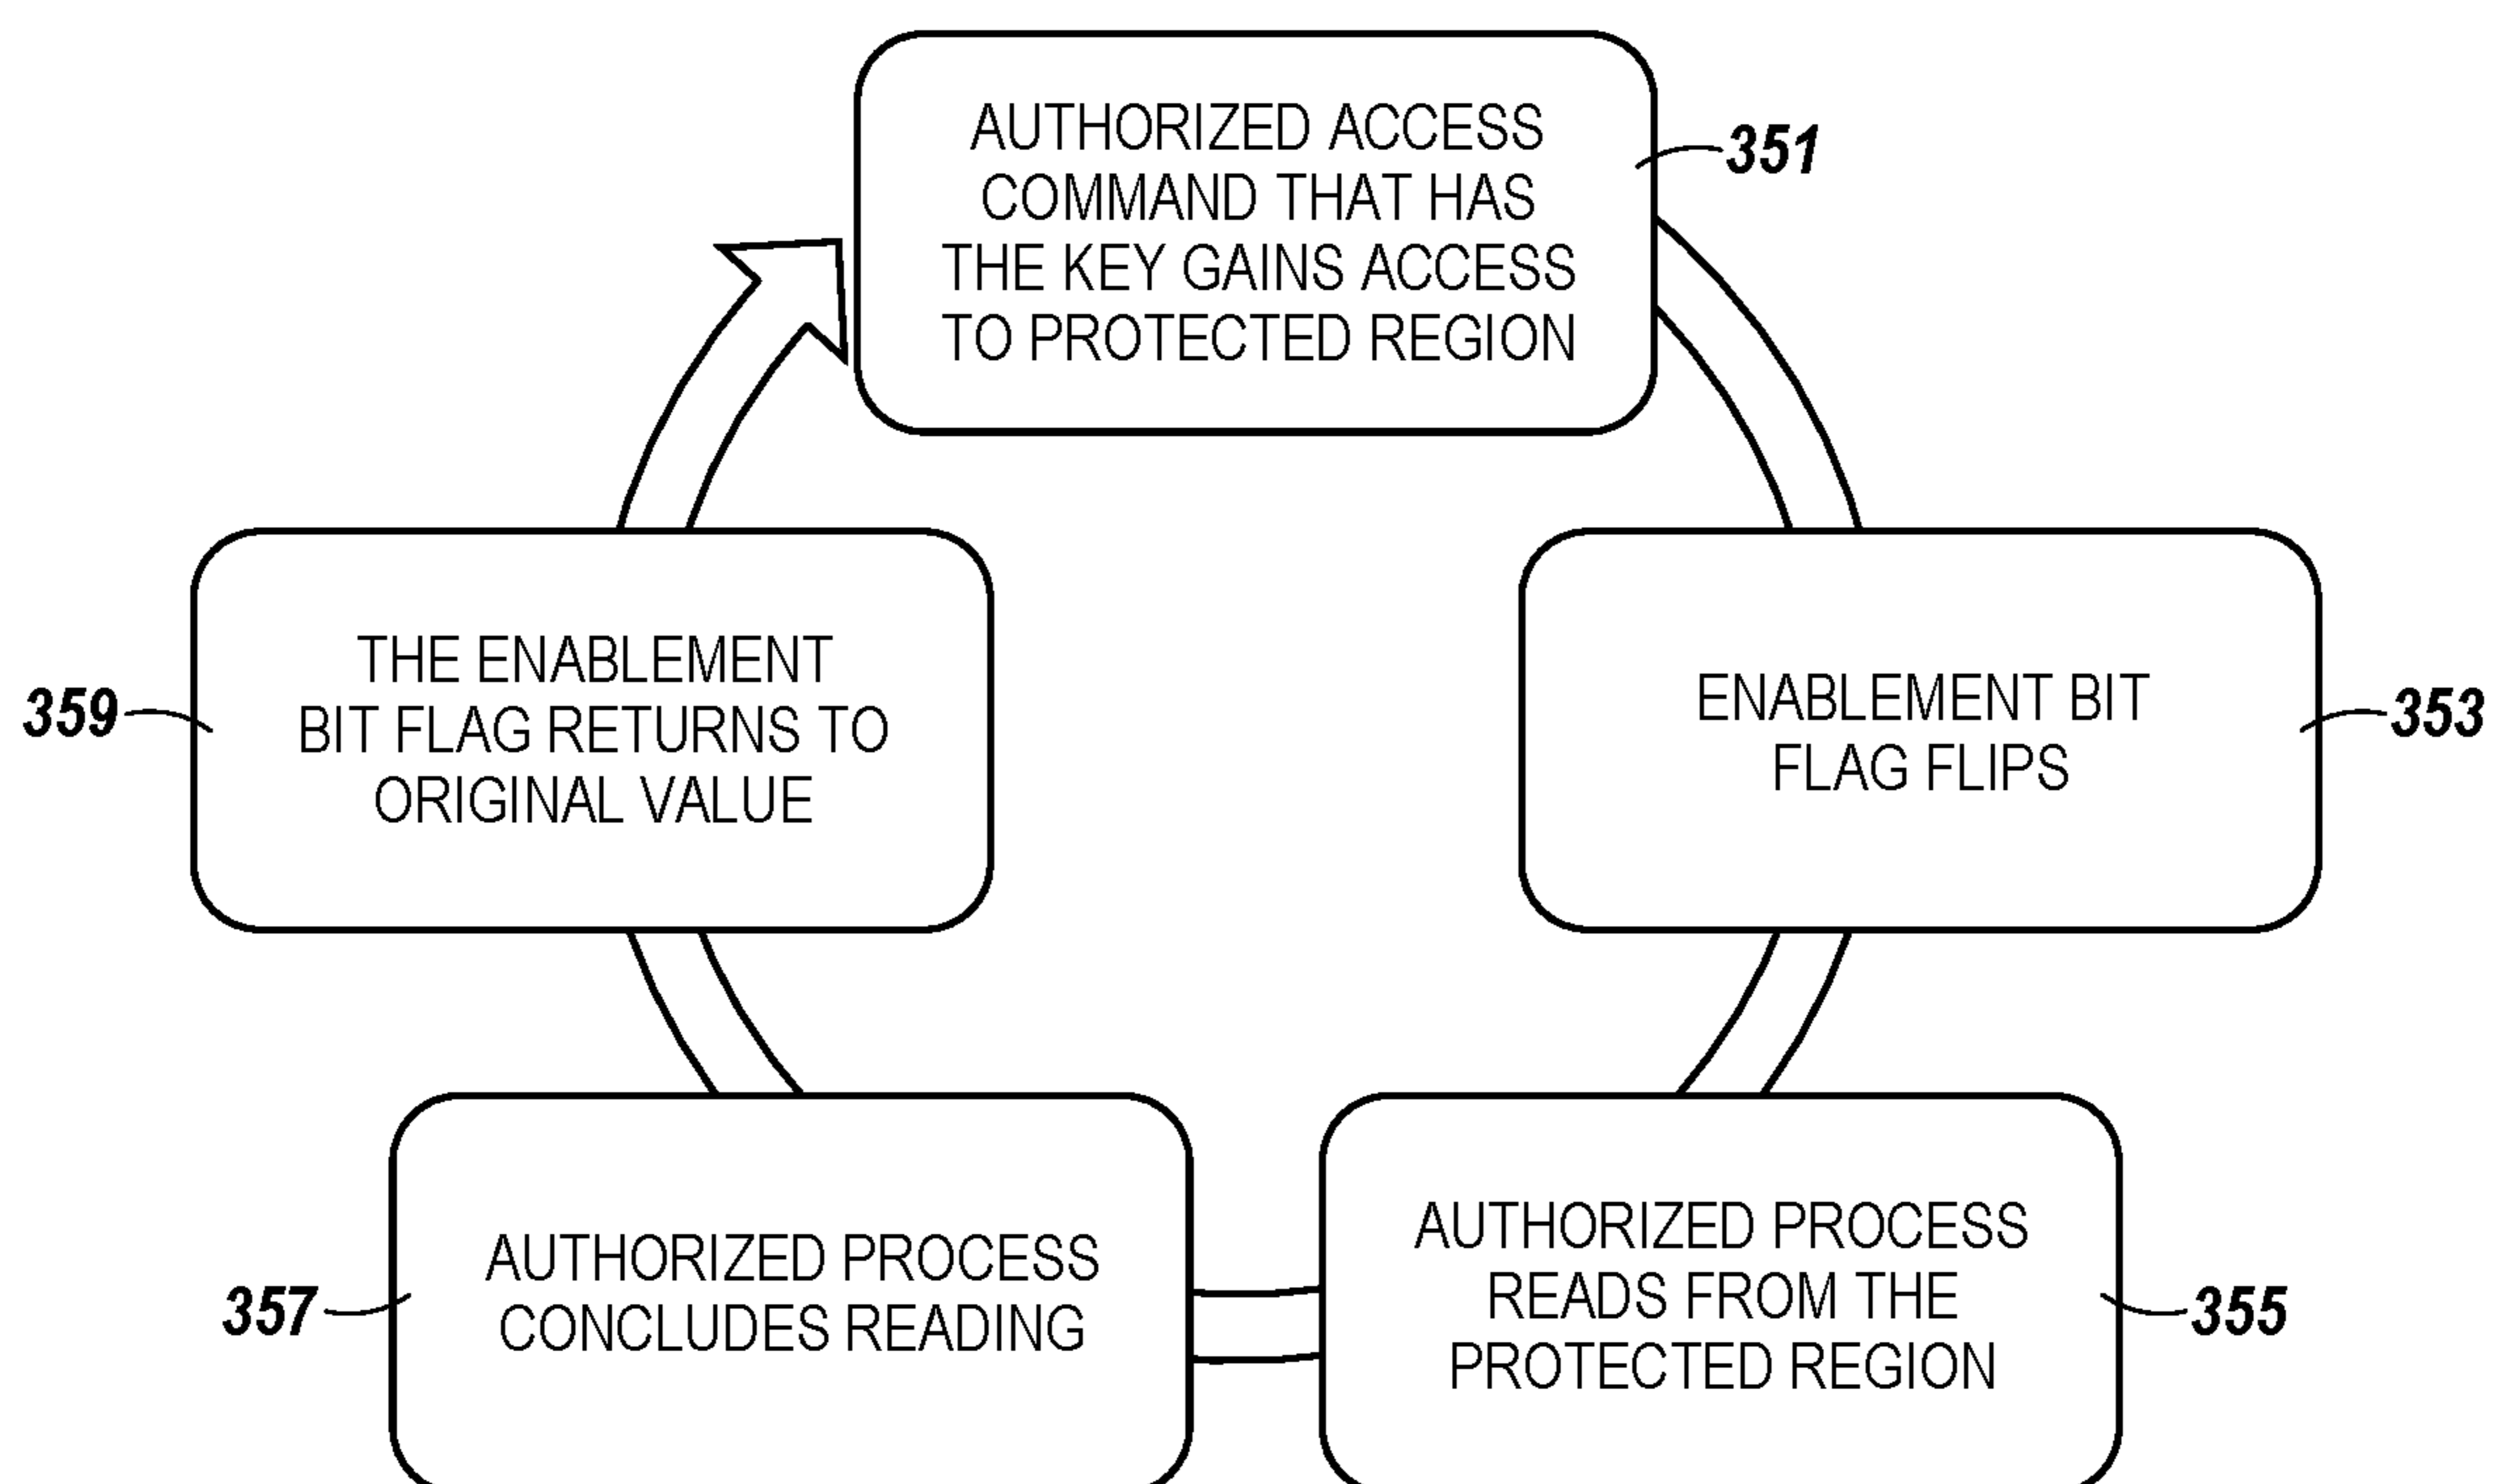 AUTHORIZED ACCESS
COMMAND THAT HAS
THE KEY GAINS ACCESS
TO PROTECTED REGION
351
ENABLEMENT BIT
FLAG FLIPS
353
AUTHORIZED PROCESS
READS FROM THE
PROTECTED REGION
355
AUTHORIZED PROCESS
CONCLUDES READING
357
THE ENABLEMENT
BIT FLAG RETURNS TO
ORIGINAL VALUE
359